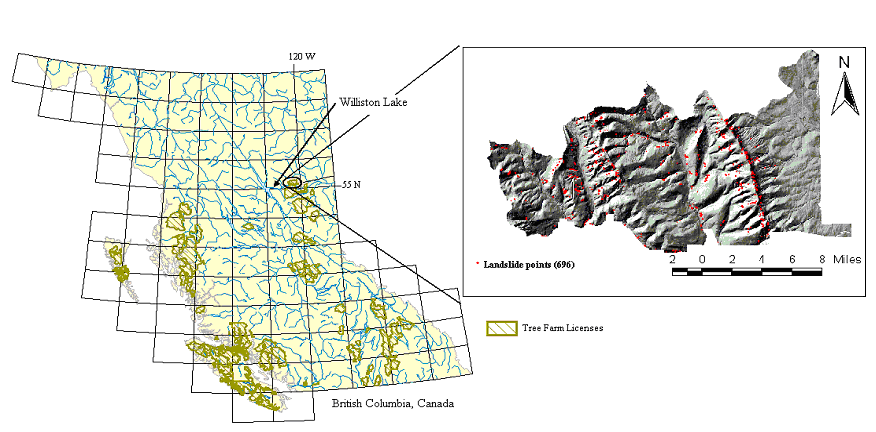 120 W
N
Williston Lake
55 N
Landslide points (696)
2 0 2 4 6 8 Miles
Tree Farm Licenses
British Columbia, Canada